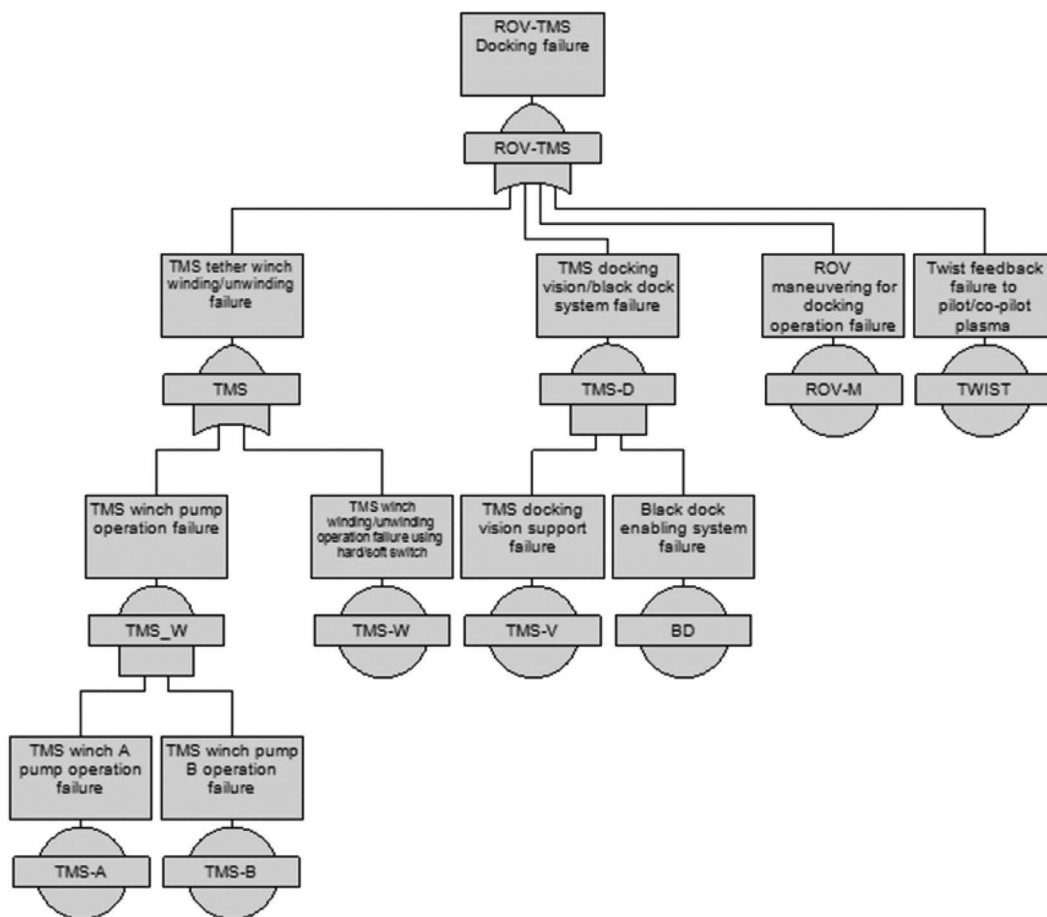 ROV-TMS
Docking failure
ROV-TMS
TMS tether winch
winding/unwinding
failure
TMS docking
vision/black dock
system failure
ROV
maneuvering for
docking
operation failure
Twist feedback
failure to
pilot/co-pilot
plasma
TMS
TMS-D
ROV-M
TWIST
TMS winch pump
operation failure
TMS winch
winding/unwinding
operation failure using
hard/soft switch
TMS docking
vision support
failure
Black dock
enabling system
failure
TMS_W
TMS-W
TMS-V
BD
TMS winch A
pump operation
failure
TMS winch pump
B operation
failure
TMS-A
TMS-B